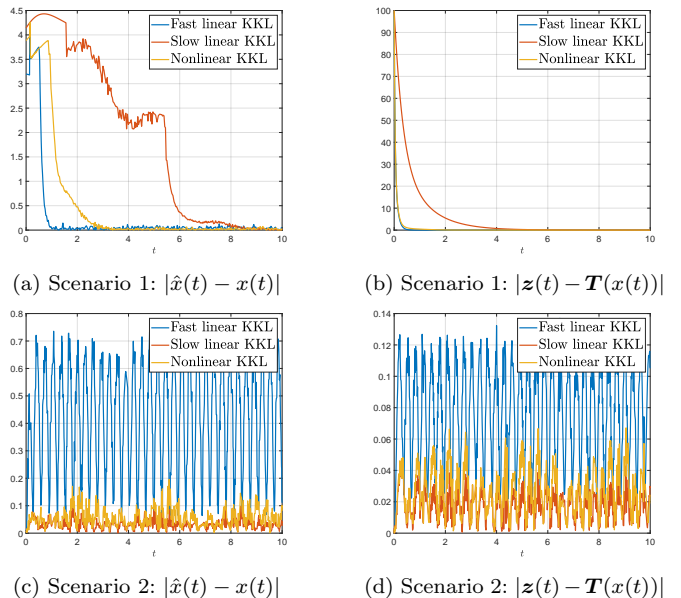 4.5
4
3.5
3
2.5
2
1.5
1
0.5
0
0 2 4 6 8 10
t
Fast linear KKL
Slow linear KKL
Nonlinear KKL
100
90
80
70
60
50
40
30
20
10
0
0 2 4 6 8 10
t
Fast linear KKL
Slow linear KKL
Nonlinear KKL
(a) Scenario 1: |x̂(t) − x(t)|
(b) Scenario 1: |z(t) − T(x(t))|
0.8
0.7
0.6
0.5
0.4
0.3
0.2
0.1
0
0 2 4 6 8 10
t
Fast linear KKL
Slow linear KKL
Nonlinear KKL
0.14
0.12
0.1
0.08
0.06
0.04
0.02
0
0 2 4 6 8 10
t
Fast linear KKL
Slow linear KKL
Nonlinear KKL
(c) Scenario 2: |x̂(t) − x(t)|
(d) Scenario 2: |z(t) − T(x(t))|